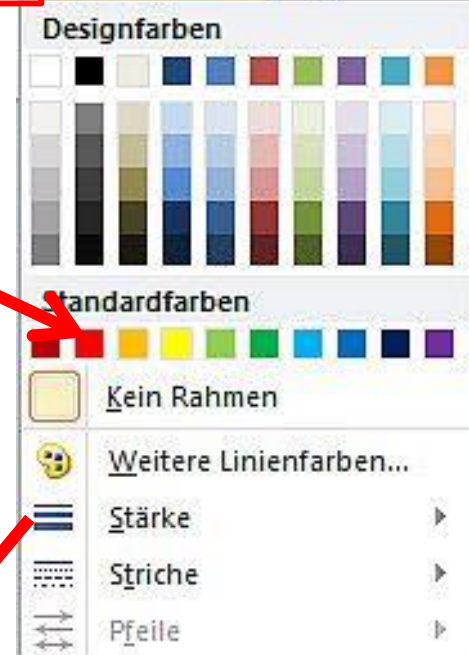 Designfarben
Standardfarben
Kein Rahmen
Weitere Linienfarben...
Stärke
Striche
Pfeile